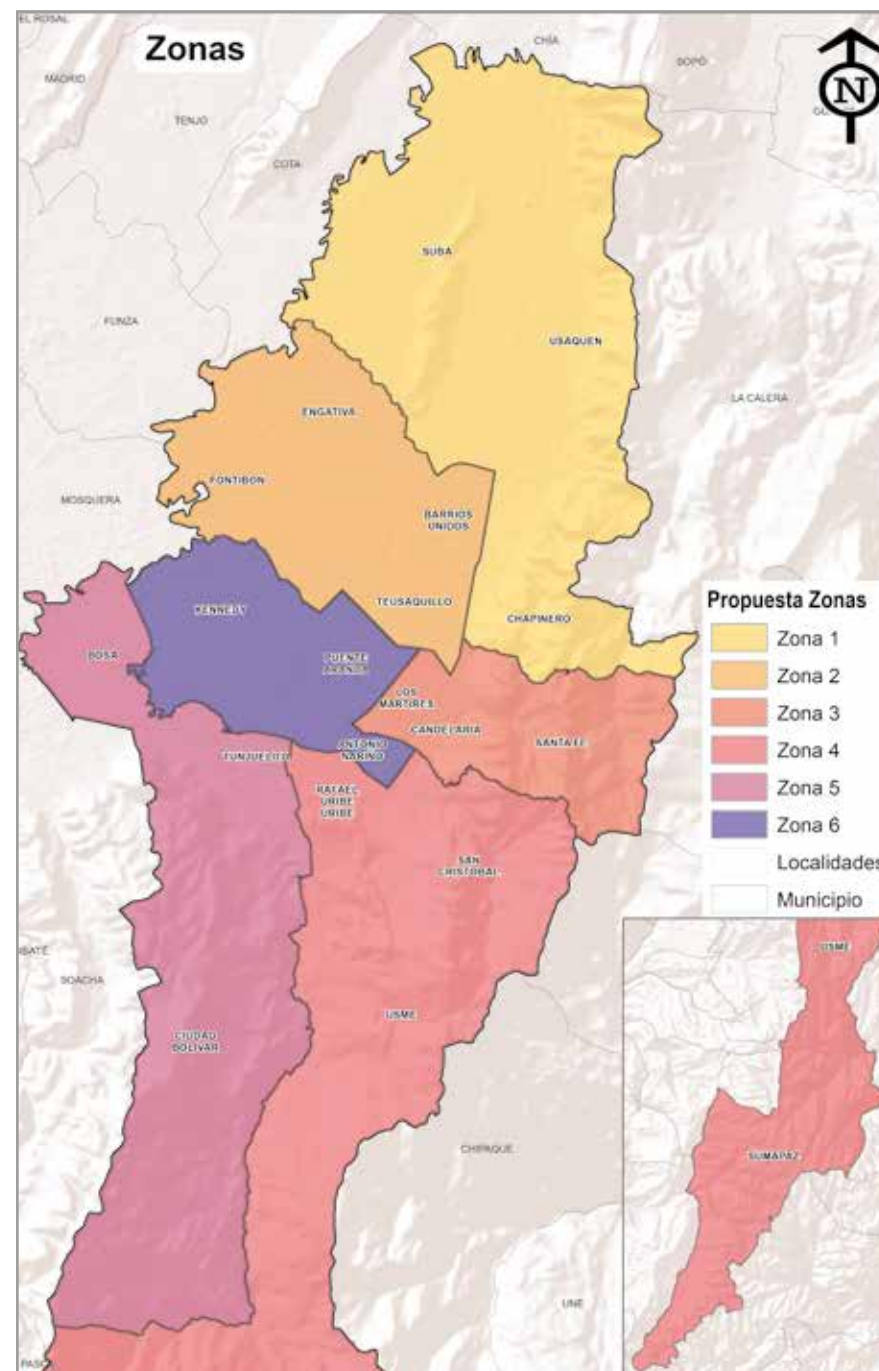 EL ROSAL
Zonas
CHÍA
SOPÓ
N
MADRID
TENJO
COTA
SUBA
FUNZA
USAQUEN
LA CALERA
ENGATIVA
FONTIBON
MOSQUERA
BARRIOS
UNIDOS
TEUSAQUILLO
KENNEDY
CHAPINERO
BOSA
PUENTE
ARANDA
LOS
MARTIRES
CANDELARIA
SANTA FE
ANTONIO
NARIÑO
TUNJUELITO
RAFAEL
URIBE
URIBE
SAN
CRISTOBAL
Propuesta Zonas
Zona 1
Zona 2
Zona 3
Zona 4
Zona 5
Zona 6
Localidades
Municipio
SOACHA
USME
CIUDAD
BOLIVAR
CHIPAQUE
UNE
USME
SUMAPAZ